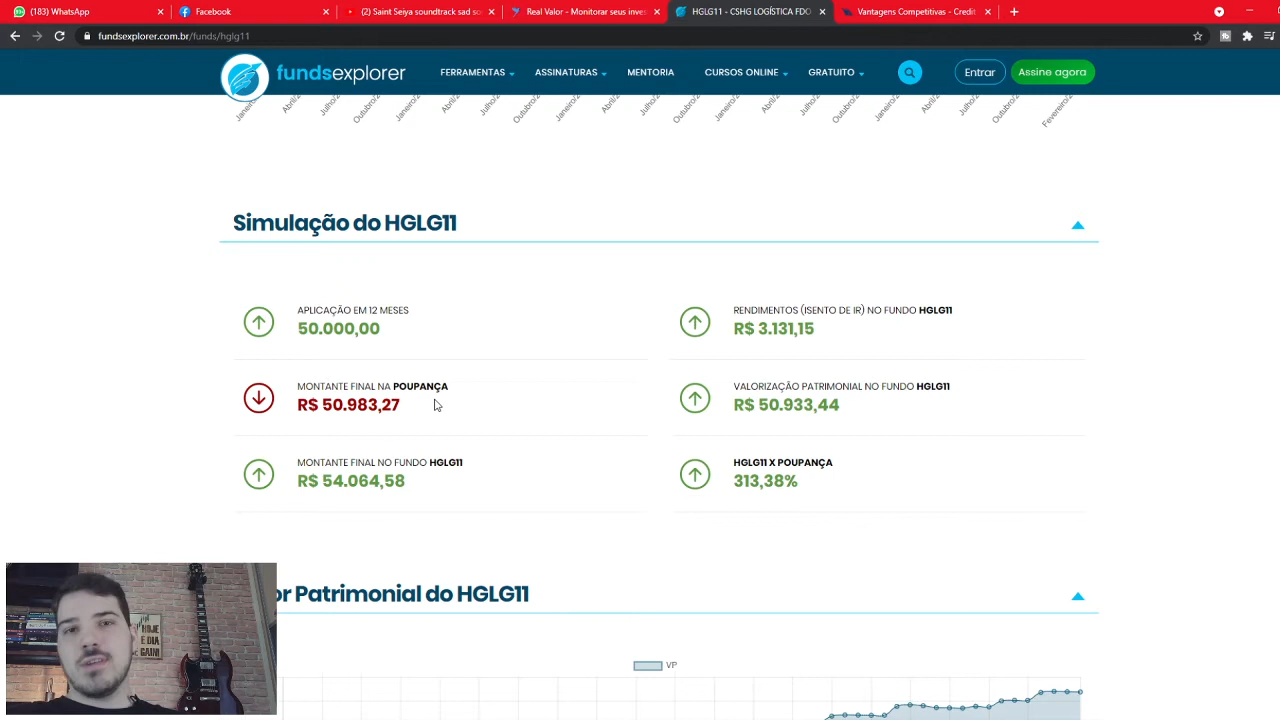 (183) WhatsApp
Facebook
(2) Saint Seiya soundtrack sad so
Real Valor - Monitorar seus inves
HGLG11 - CSHG LOGÍSTICA FDO
Vantagens Competitivas - Credit
fundsexplorer.com.br/funds/hglg11
fundsexplorer
FERRAMENTAS
ASSINATURAS
MENTORIA
CURSOS ONLINE
GRATUITO
Entrar
Assine agora
Simulação do HGLG11
APLICAÇÃO EM 12 MESES
50.000,00
RENDIMENTOS (ISENTO DE IR) NO FUNDO HGLG11
R$ 3.131,15
MONTANTE FINAL NA POUPANÇA
R$ 50.983,27
VALORIZAÇÃO PATRIMONIAL NO FUNDO HGLG11
R$ 50.933,44
MONTANTE FINAL NO FUNDO HGLG11
R$ 54.064,58
HGLG11 X POUPANÇA
313,38%
or Patrimonial do HGLG11
VP
HOJE
E DIA